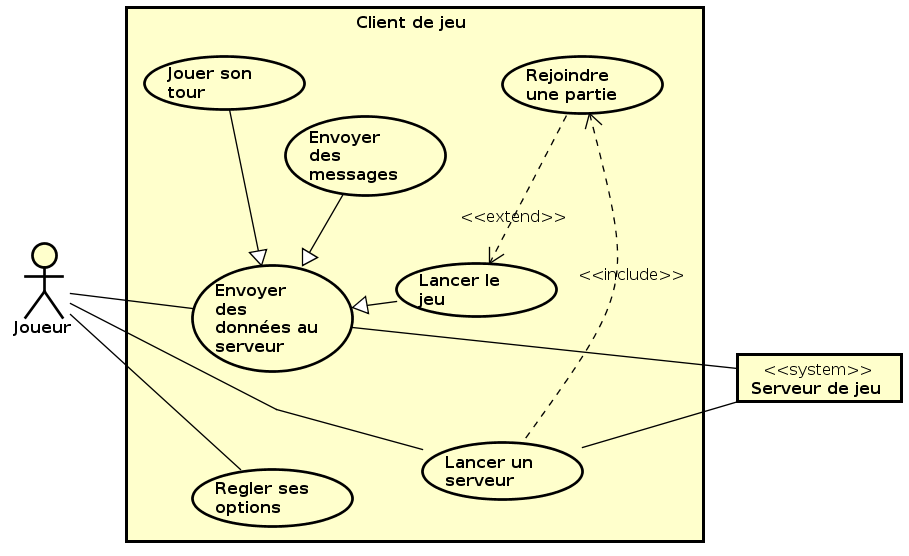 Client de jeu
Jouer son
tour
Rejoindre
une partie
Envoyer
des
messages
<<extend>>
<<include>>
Envoyer
des
données au
serveur
Lancer le
jeu
Joueur
<<system>>
Serveur de jeu
Lancer un
serveur
Regler ses
options